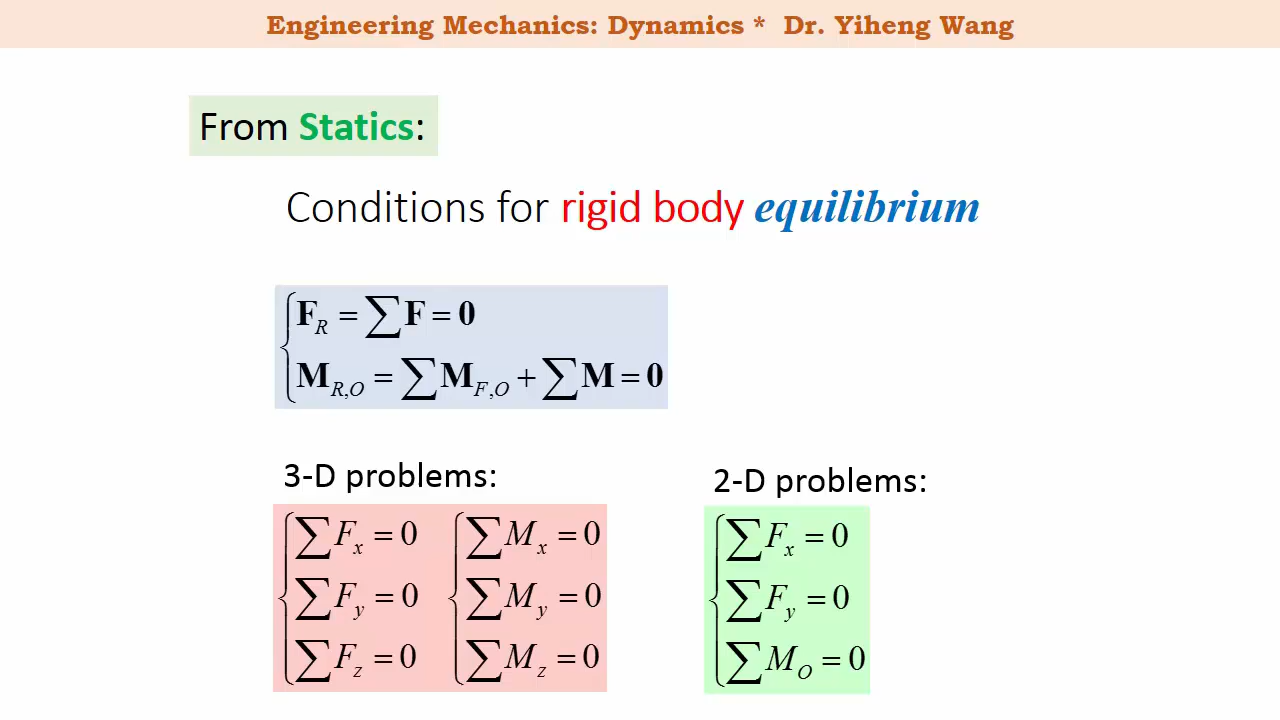 Engineering Mechanics: Dynamics * Dr. Yiheng Wang
From Statics:
Conditions for rigid body equilibrium
F_R = ∑F = 0
M_{R,O} = ∑M_{F,O} + ∑M = 0
3-D problems:
∑F_x = 0
∑F_y = 0
∑F_z = 0
∑M_x = 0
∑M_y = 0
∑M_z = 0
2-D problems:
∑F_x = 0
∑F_y = 0
∑M_O = 0